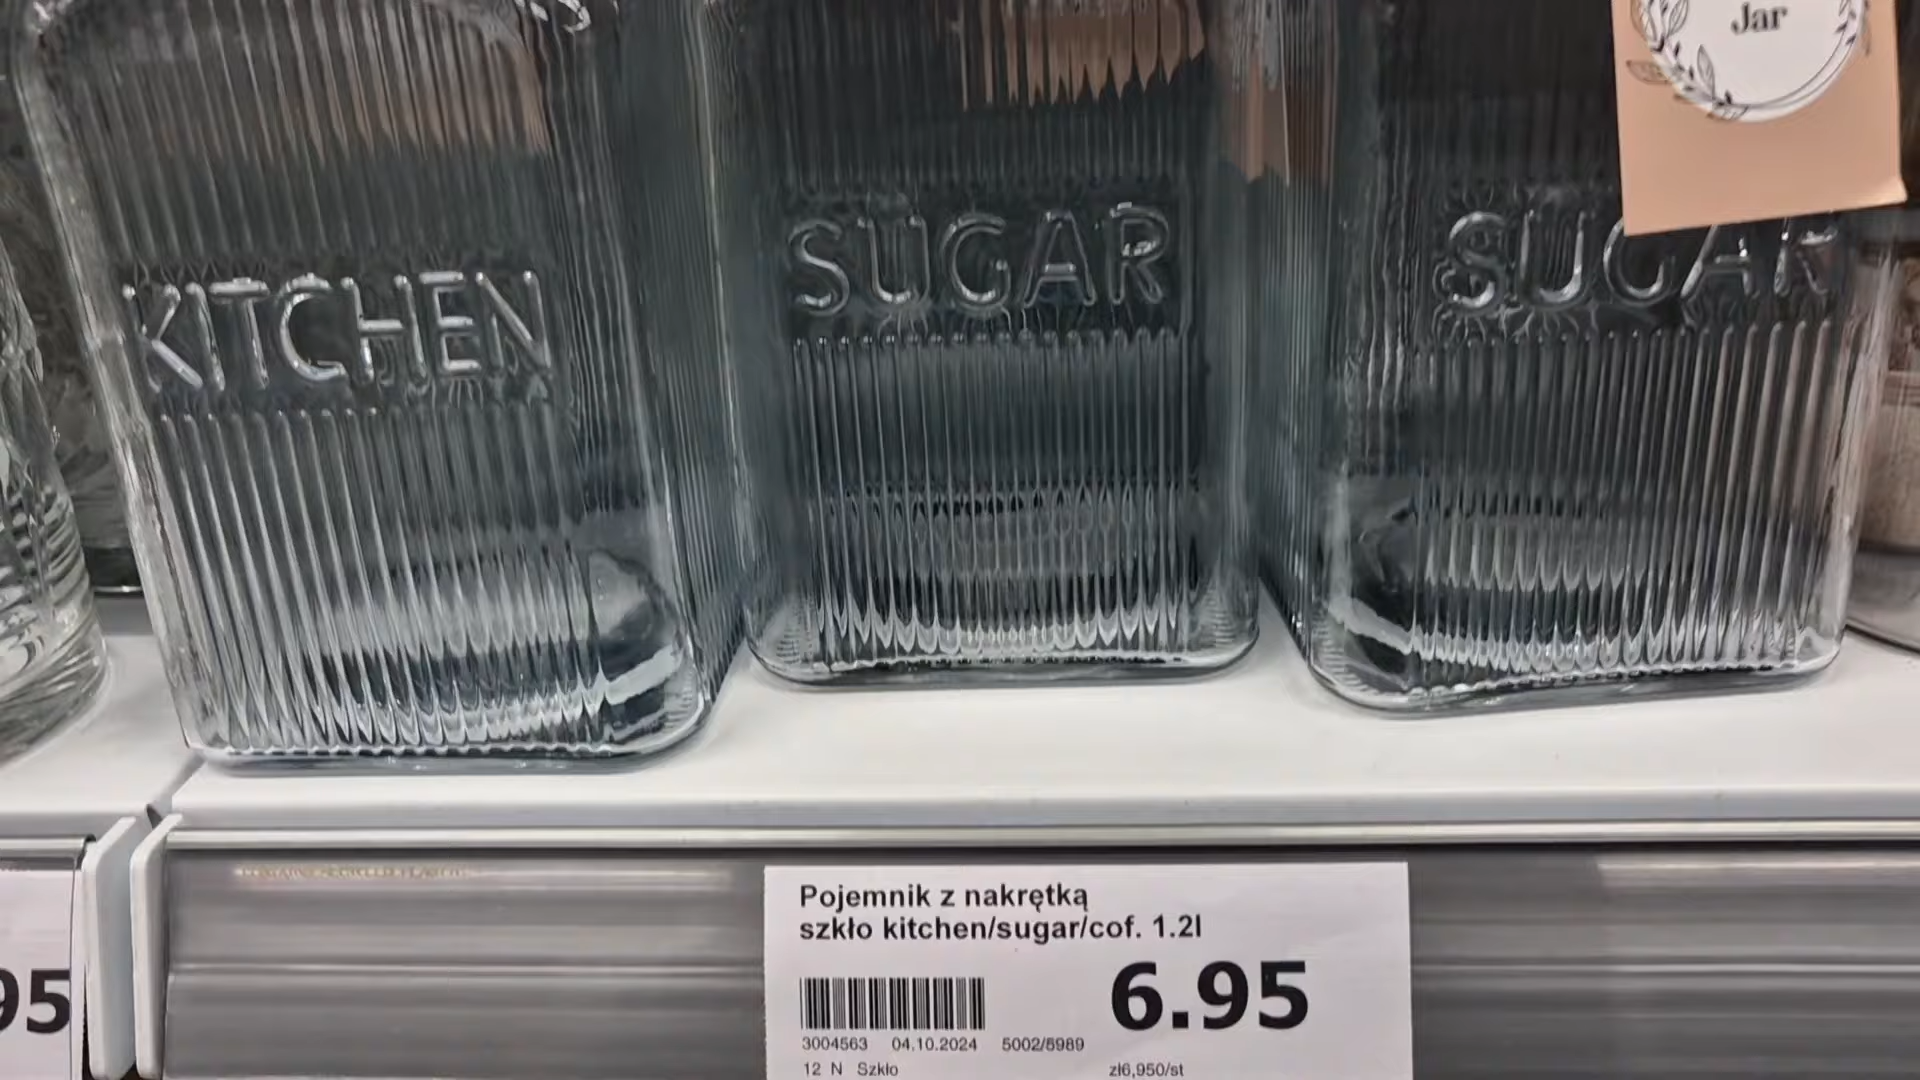 Jar
KITCHEN
SUGAR
SUGAR
Pojemnik z nakrętką
szkło kitchen/sugar/cof. 1.2l
6.95
3004563 04.10.2024 5002/8989
12 N Szkło
zł6,950/st
95